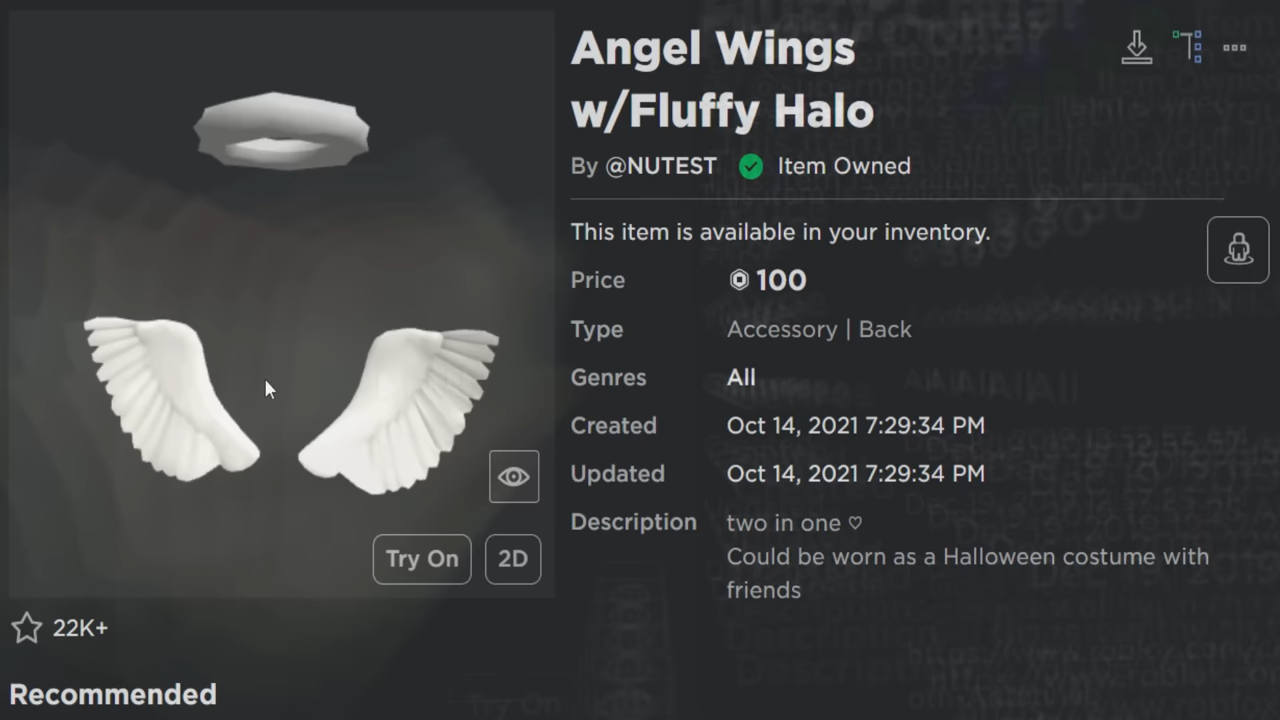 Angel Wings
w/Fluffy Halo
By @NUTEST Item Owned
This item is available in your inventory.
Price 100
Type Accessory | Back
Genres All
Created Oct 14, 2021 7:29:34 PM
Updated Oct 14, 2021 7:29:34 PM
Description two in one ♡
Could be worn as a Halloween costume with
friends
Try On 2D
22K+
Recommended